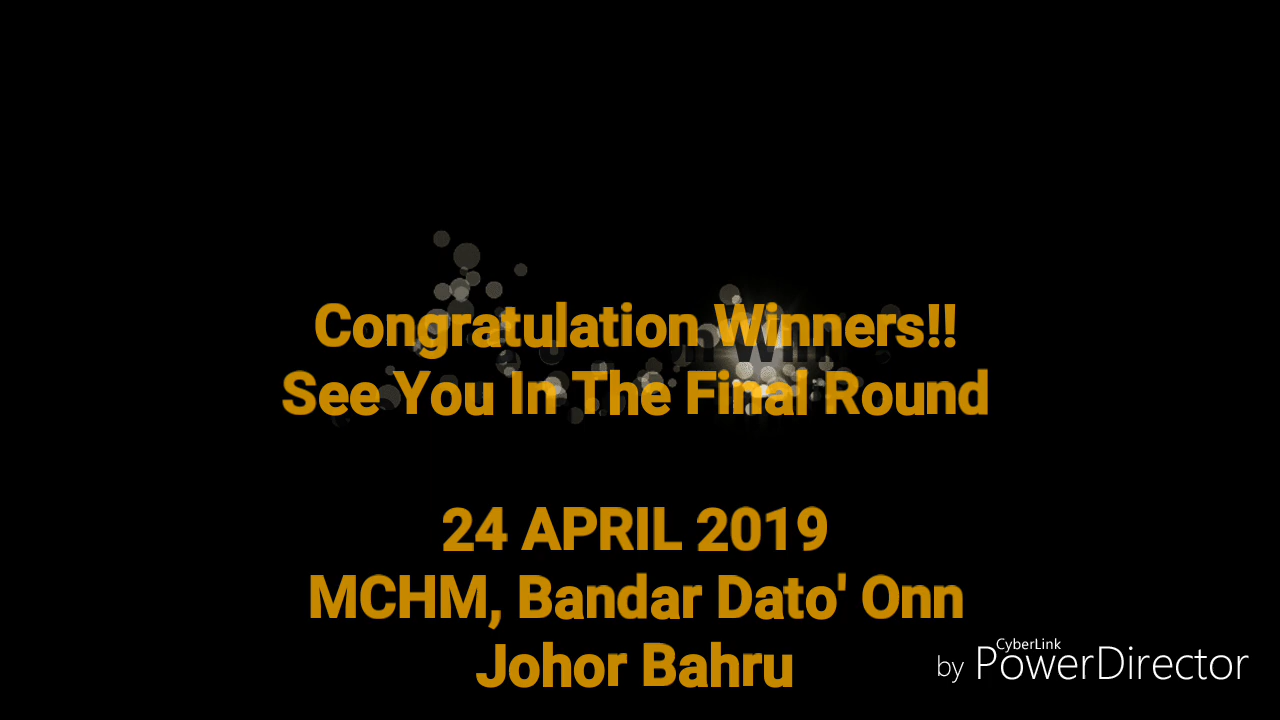 Congratulation Winners!!
See You In The Final Round
24 APRIL 2019
MCHM, Bandar Dato' Onn
Johor Bahru
CyberLink
by PowerDirector